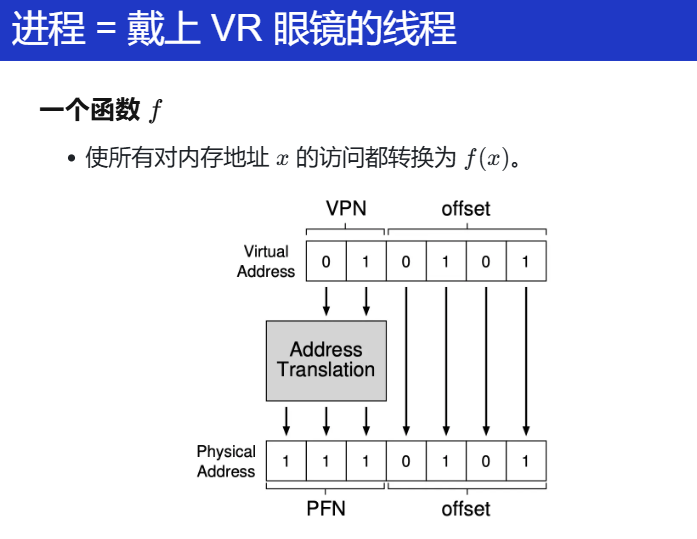 进程 = 戴上 VR 眼镜的线程
一个函数 f
• 使所有对内存地址 x 的访问都转换为 f(x)。
VPN offset
Virtual
Address
0 1 0 1 0 1
Address
Translation
Physical
Address
1 1 1 0 1 0 1
PFN offset